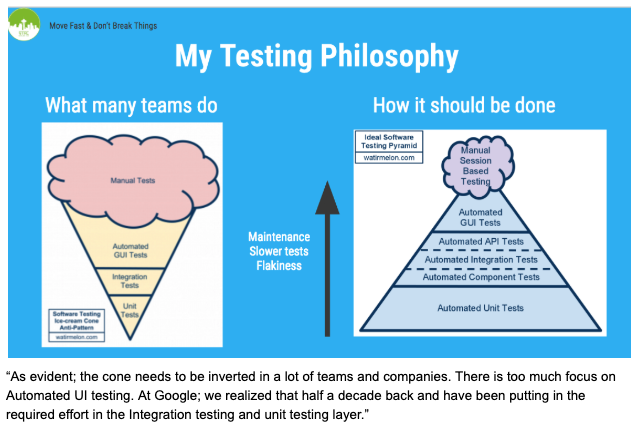 Move Fast & Don't Break Things
My Testing Philosophy
What many teams do
How it should be done
Manual Tests
Automated
GUI Tests
Integration
Tests
Unit
Tests
Software Testing
Ice-cream Cone
Anti-Pattern
watirmelon.com
Maintenance
Slower tests
Flakiness
Ideal Software
Testing Pyramid
watirmelon.com
Manual
Session
Based
Testing
Automated
GUI Tests
Automated API Tests
Automated Integration Tests
Automated Component Tests
Automated Unit Tests
“As evident; the cone needs to be inverted in a lot of teams and companies. There is too much focus on
Automated UI testing. At Google; we realized that half a decade back and have been putting in the
required effort in the Integration testing and unit testing layer.”